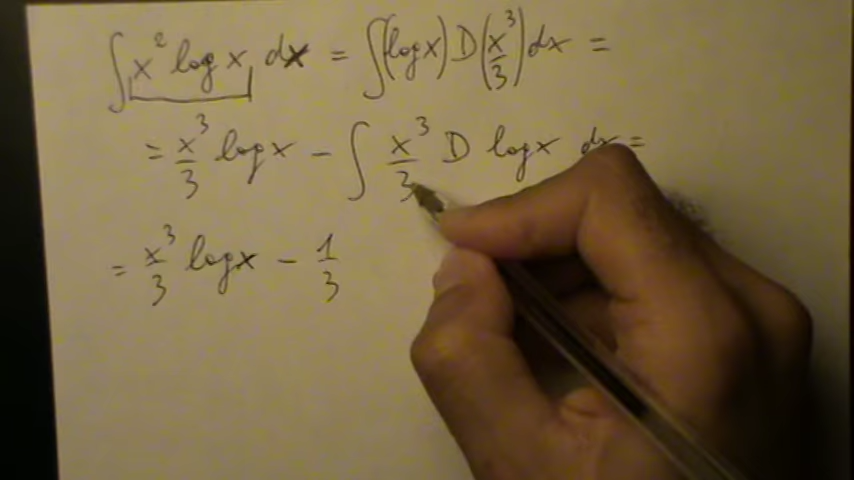 ∫ x² log x dx = ∫ (log x) D(x³/3) dx =
= x³/3 log x - ∫ x³/3 D log x dx =
= x³/3 log x - 1/3